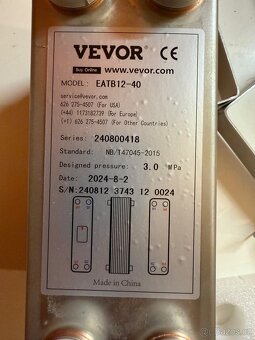 VEVOR CE
Buy Online www.vevor.com
MODEL: EATB12-40
service@vevor.com
626 275-4507 (For USA)
(+44) 1173182739 (For Europe)
(+1) 626 275-4507 (For Other Countries)
Series: 240800418
Standard: NB/T47045-2015
Designed pressure: 3.0 MPa
Date: 2024-8-2
S/N:240812 3743 12 0024
Made in China